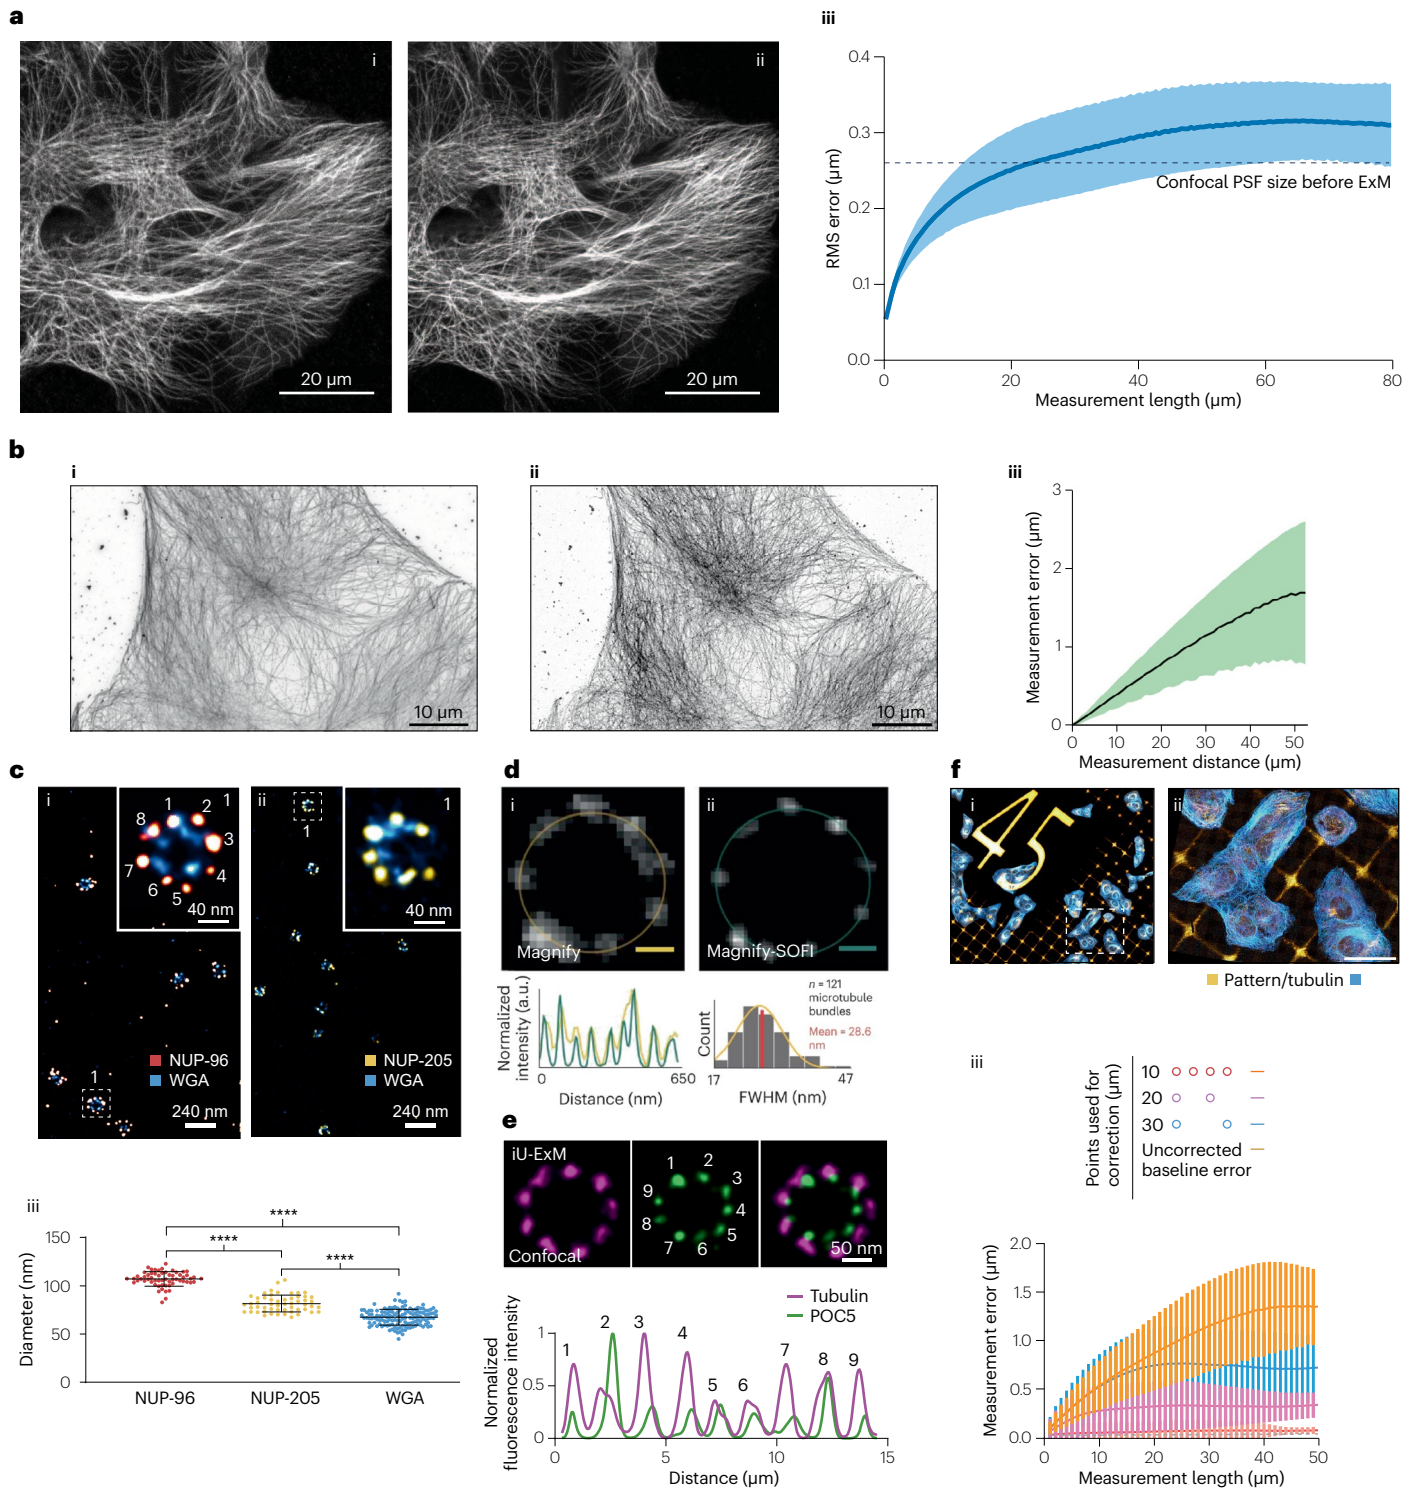 a
i
20 µm
ii
20 µm
iii
RMS error (µm)
0.4
0.3
0.2
0.1
0.0
Confocal PSF size before ExM
0 20 40 60 80
Measurement length (µm)
b
i
10 µm
ii
10 µm
iii
Measurement error (µm)
3
2
1
0
0 10 20 30 40 50
Measurement distance (µm)
c
i
1 2 3 4 5 6 7 8
1
40 nm
NUP-96
WGA
1
240 nm
ii
1
1
40 nm
NUP-205
WGA
240 nm
iii
Diameter (nm)
150
100
50
0
****
****
****
NUP-96 NUP-205 WGA
d
i
Magnify
ii
Magnify-SOFI
Normalized
intensity (a.u.)
0 650
Distance (nm)
Count
n = 121
microtubule
bundles
Mean = 28.6
nm
17 47
FWHM (nm)
e
iU-ExM
Confocal
1 2 3 4 5 6 7 8 9
50 nm
Tubulin
POC5
Normalized
fluorescence intensity
1
0.5
0
1 2 3 4 5 6 7 8 9
0 5 10 15
Distance (µm)
f
i
45
ii
Pattern/tubulin
iii
Points used for
correction (µm)
10
20
30
Uncorrected
baseline error
Measurement error (µm)
2.0
1.0
0.5
0.0
0 10 20 30 40 50
Measurement length (µm)